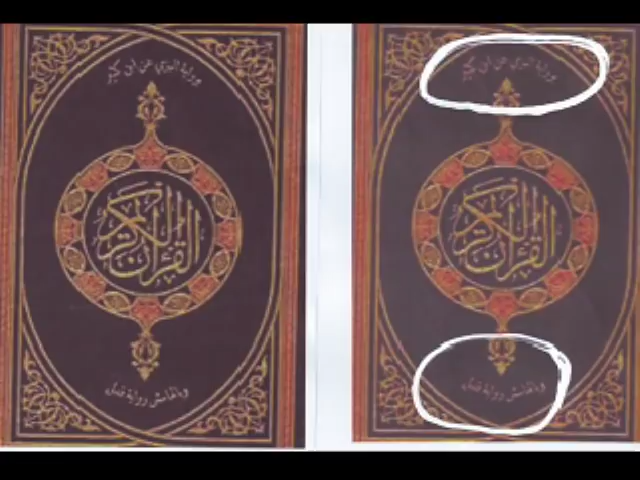 رواية البزي عن ابن كثير
القرآن الكريم
وبالهامش رواية قنبل
رواية البزي عن ابن كثير
القرآن الكريم
وبالهامش رواية قنبل